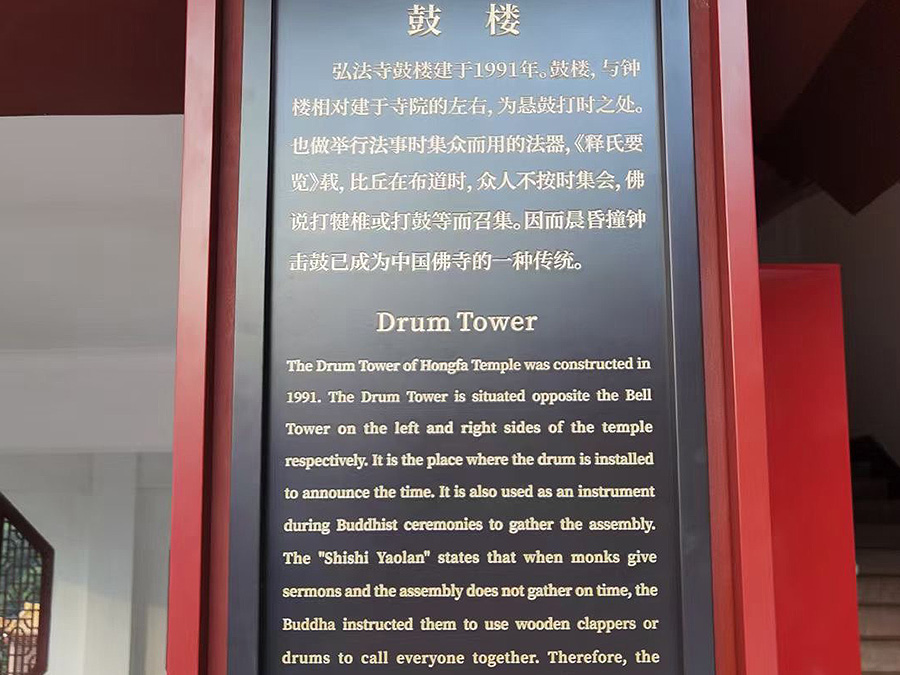 鼓 楼
弘法寺鼓楼建于1991年。鼓楼，与钟
楼相对建于寺院的左右，为悬鼓打时之处。
也做举行法事时集众而用的法器，《释氏要
览》载，比丘在布道时，众人不按时集会，佛
说打犍椎或打鼓等而召集。因而晨昏撞钟
击鼓已成为中国佛寺的一种传统。
Drum Tower
The Drum Tower of Hongfa Temple was constructed in
1991. The Drum Tower is situated opposite the Bell
Tower on the left and right sides of the temple
respectively. It is the place where the drum is installed
to announce the time. It is also used as an instrument
during Buddhist ceremonies to gather the assembly.
The "Shishi Yaolan" states that when monks give
sermons and the assembly does not gather on time, the
Buddha instructed them to use wooden clappers or
drums to call everyone together. Therefore, the